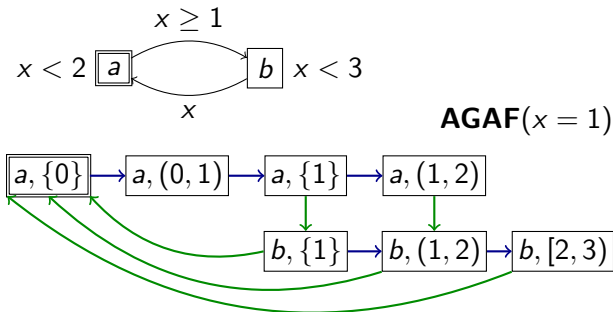 x ≥ 1
x < 2 a b x < 3
x
AGAF(x = 1)
a, {0} a, (0, 1) a, {1} a, (1, 2)
b, {1} b, (1, 2) b, [2, 3)